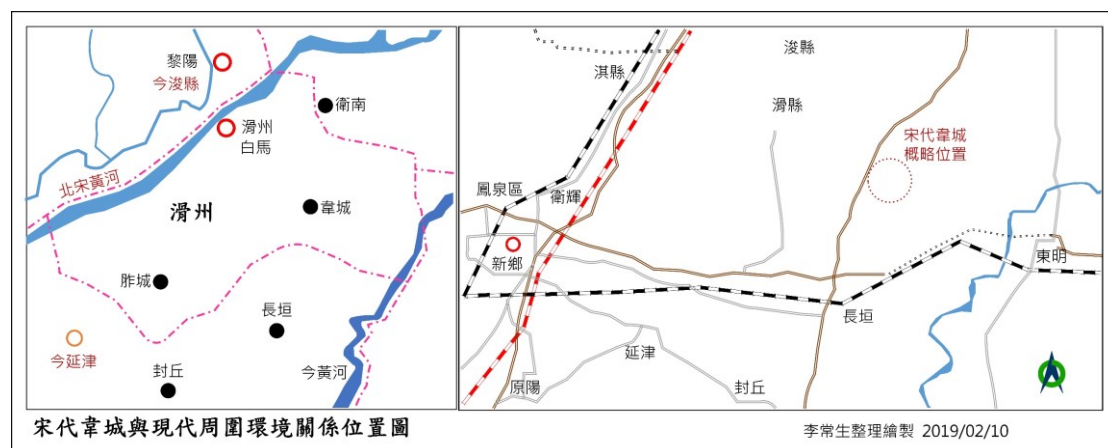 黎陽
今浚縣
衛南
滑州
白馬
北宋黃河
滑州
韋城
胙城
長垣
今延津
封丘
今黃河
宋代韋城與現代周圍環境關係位置圖
浚縣
淇縣
滑縣
宋代韋城
概略位置
鳳泉區
衛輝
新鄉
東明
長垣
延津
原陽
封丘
李常生整理繪製 2019/02/10